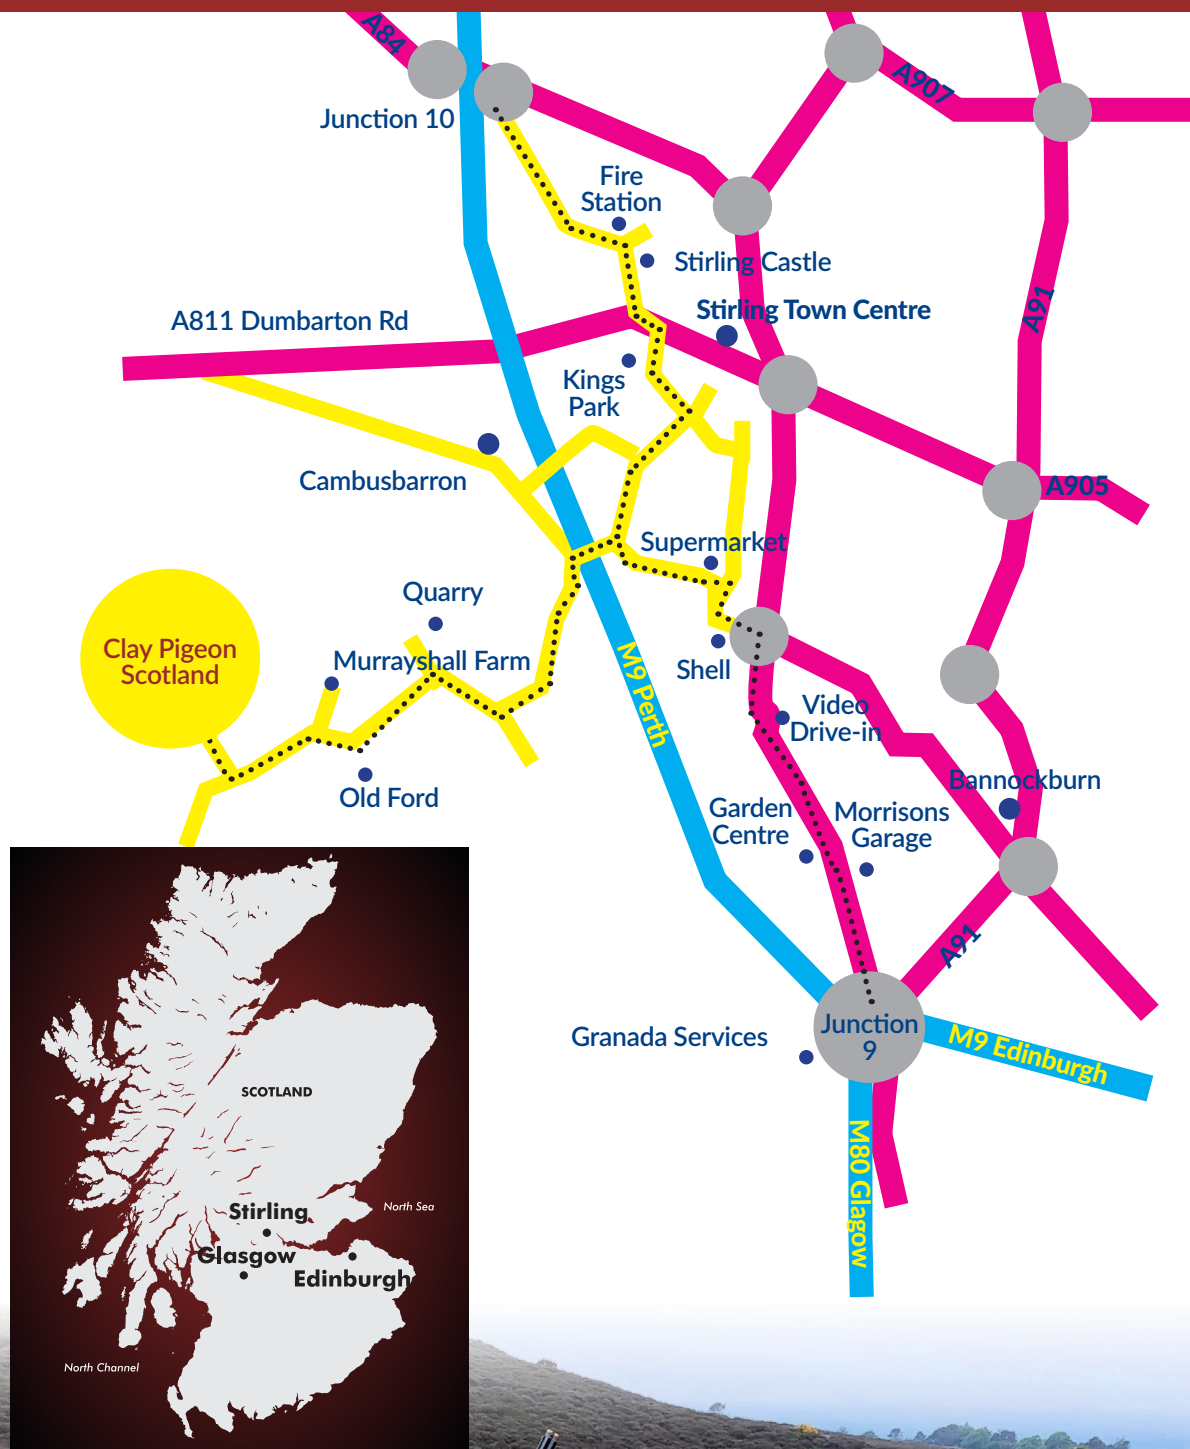 A84
A907
Junction 10
Fire
Station
Stirling Castle
A91
Stirling Town Centre
A811 Dumbarton Rd
Kings
Park
Cambusbarron
A905
Supermarket
Quarry
Clay Pigeon
Scotland
Murrayshall Farm
Shell
M9 Perth
Video
Drive-in
Old Ford
Bannockburn
Garden
Centre
Morrisons
Garage
A91
Granada Services
Junction
9
M9 Edinburgh
M80 Glagow
SCOTLAND
North Sea
Stirling
Glasgow
Edinburgh
North Channel